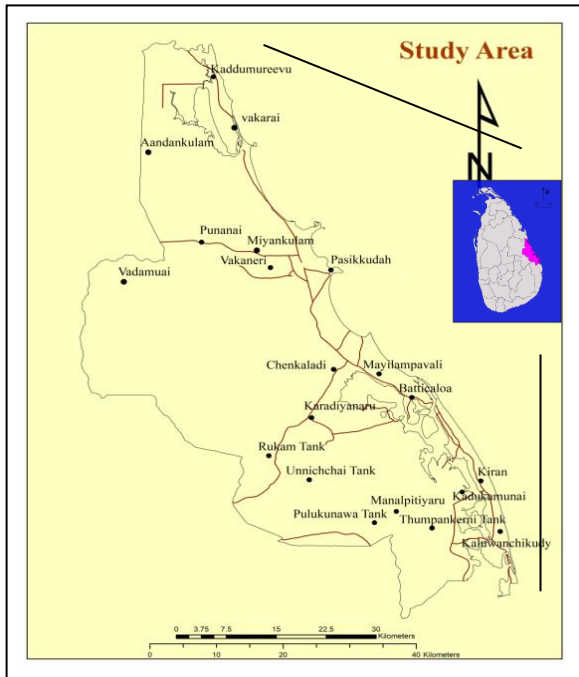 Study Area
Kaddumureevu
vakarai
Aandankulam
N
Punanai
Miyankulam
Vakaneri
Pasikkudah
Vadamuai
Chenkaladi
Mayilampavali
Batticaloa
Karadiyanaru
Rukam Tank
Unnichchai Tank
Kiran
Kadukamunai
Manalpitiyaru
Pulukunawa Tank
Thumpankerni Tank
Kaluwanchikudy
0 3.75 7.5 15 22.5 30
Kilometers
0 10 20 40 Kilometers